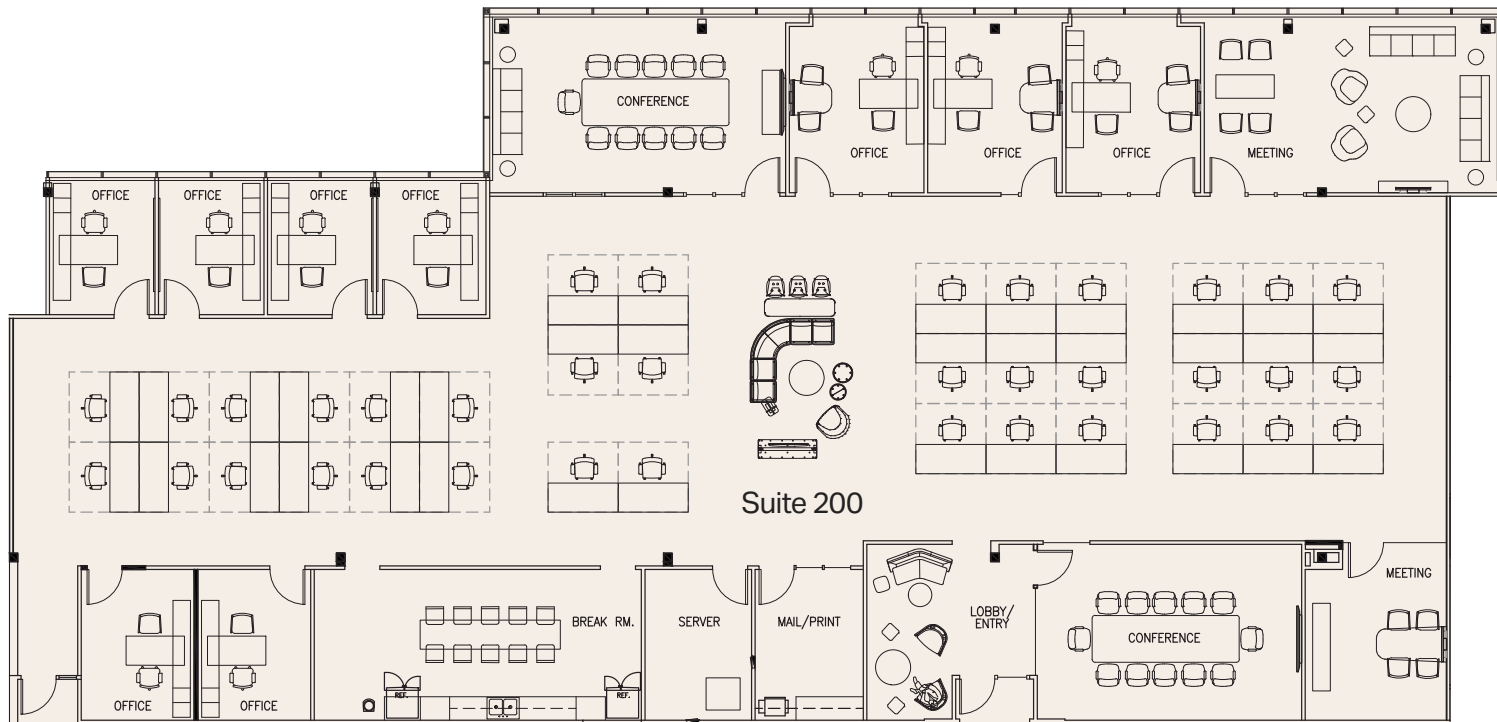 CONFERENCE
OFFICE
OFFICE
OFFICE
MEETING
OFFICE
OFFICE
OFFICE
OFFICE
Suite 200
MEETING
BREAK RM.
SERVER
MAIL/PRINT
LOBBY/
ENTRY
CONFERENCE
REF.
REF.
OFFICE
OFFICE